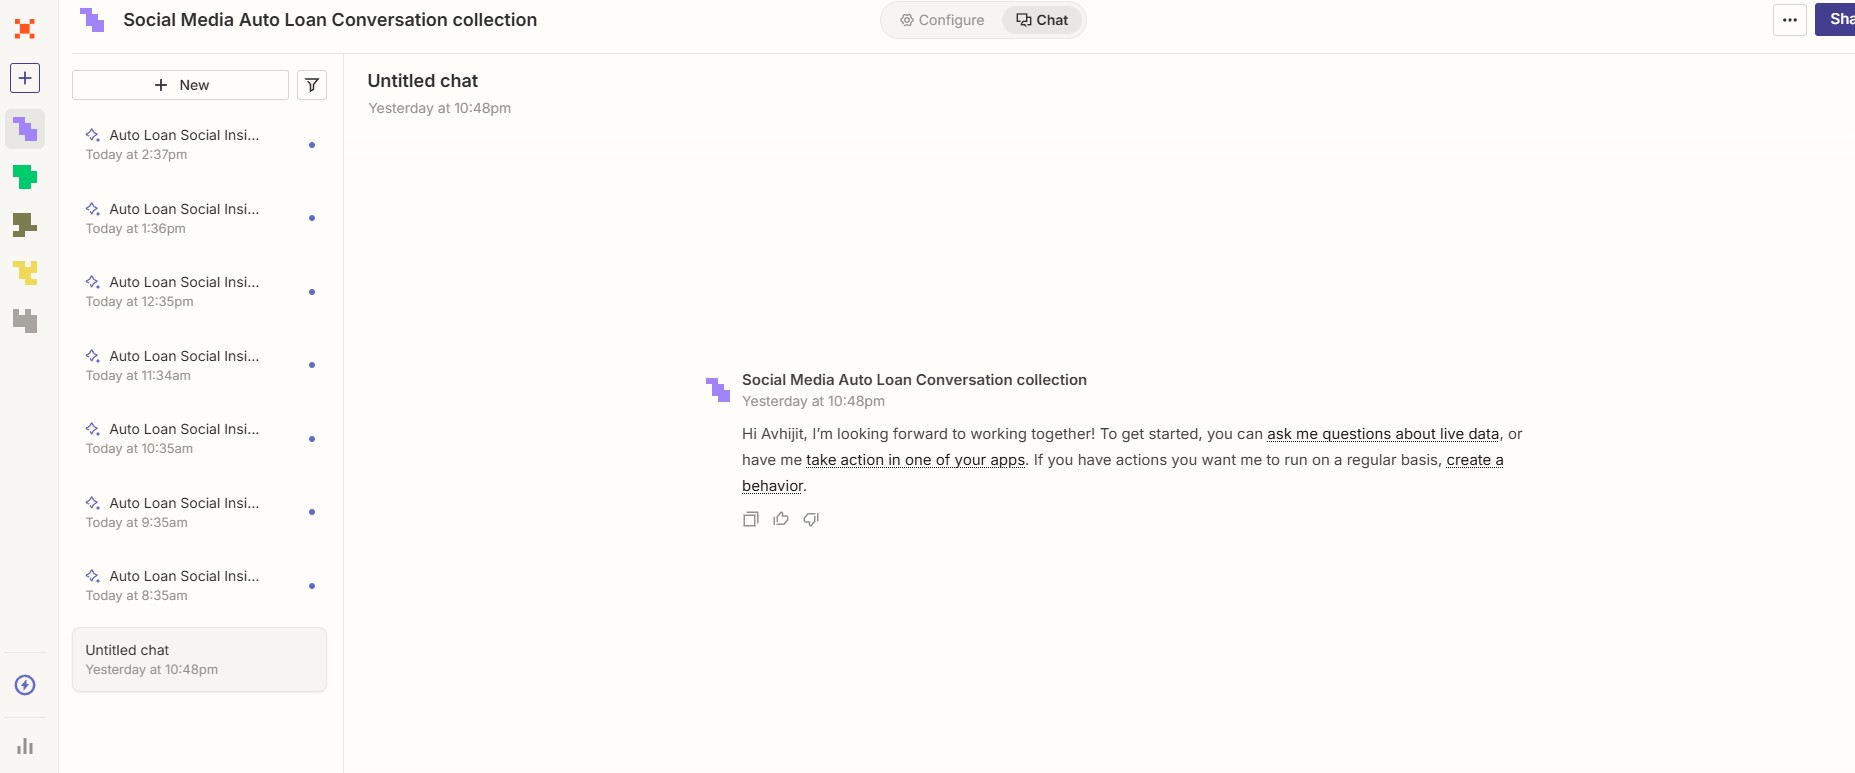 Social Media Auto Loan Conversation collection
Configure
Chat
Sha
New
Auto Loan Social Insi...
Today at 2:37pm
Auto Loan Social Insi...
Today at 1:36pm
Auto Loan Social Insi...
Today at 12:35pm
Auto Loan Social Insi...
Today at 11:34am
Auto Loan Social Insi...
Today at 10:35am
Auto Loan Social Insi...
Today at 9:35am
Auto Loan Social Insi...
Today at 8:35am
Untitled chat
Yesterday at 10:48pm
Untitled chat
Yesterday at 10:48pm
Social Media Auto Loan Conversation collection
Yesterday at 10:48pm
Hi Avhijit, I'm looking forward to working together! To get started, you can ask me questions about live data, or
have me take action in one of your apps. If you have actions you want me to run on a regular basis, create a
behavior.